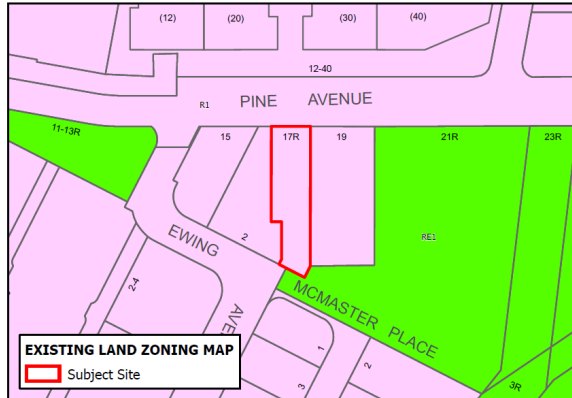 (12)
(20)
(30)
(40)
12-40
R1
PINE AVENUE
11-13R
15
17R
19
21R
23R
2
RE1
EWING
AVE
2-4
MCMASTER PLACE
1
2
3
3R
EXISTING LAND ZONING MAP
Subject Site